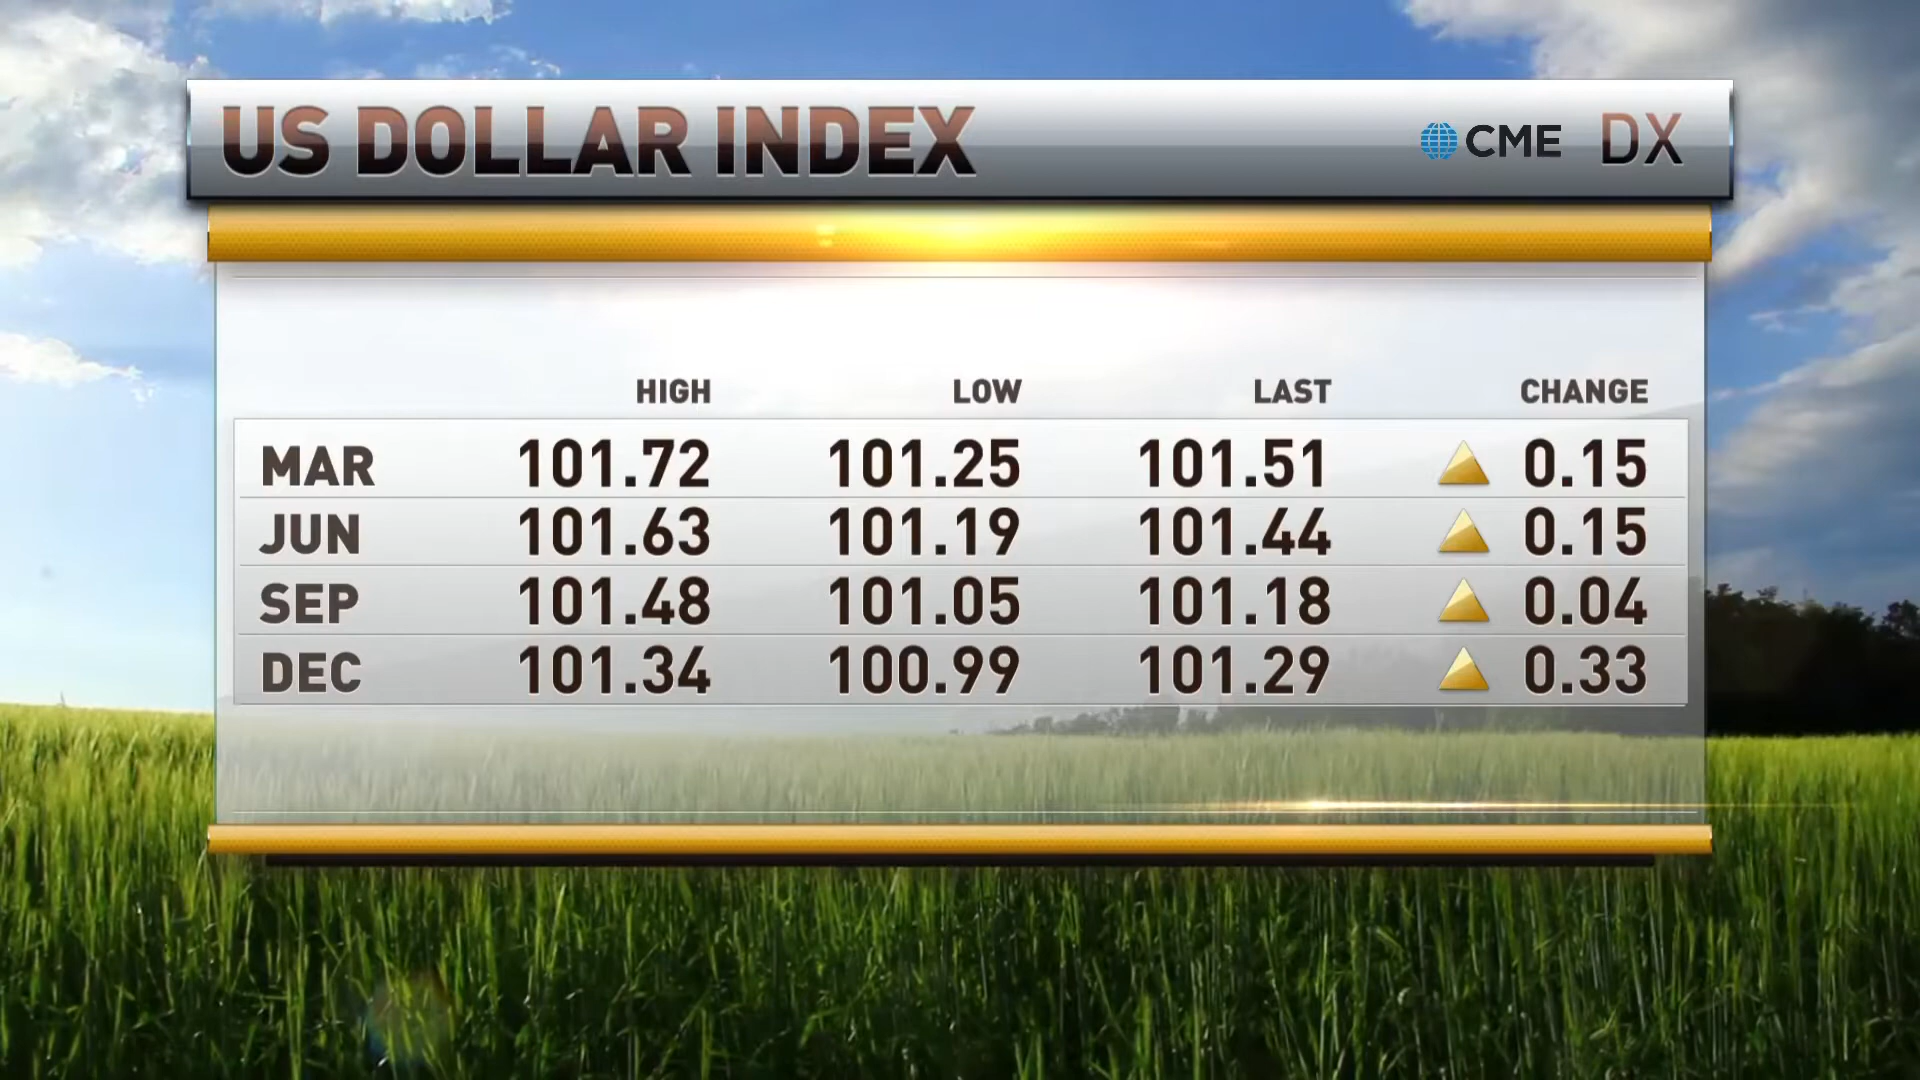 US DOLLAR INDEX CME DX
HIGH LOW LAST CHANGE
MAR 101.72 101.25 101.51 0.15
JUN 101.63 101.19 101.44 0.15
SEP 101.48 101.05 101.18 0.04
DEC 101.34 100.99 101.29 0.33